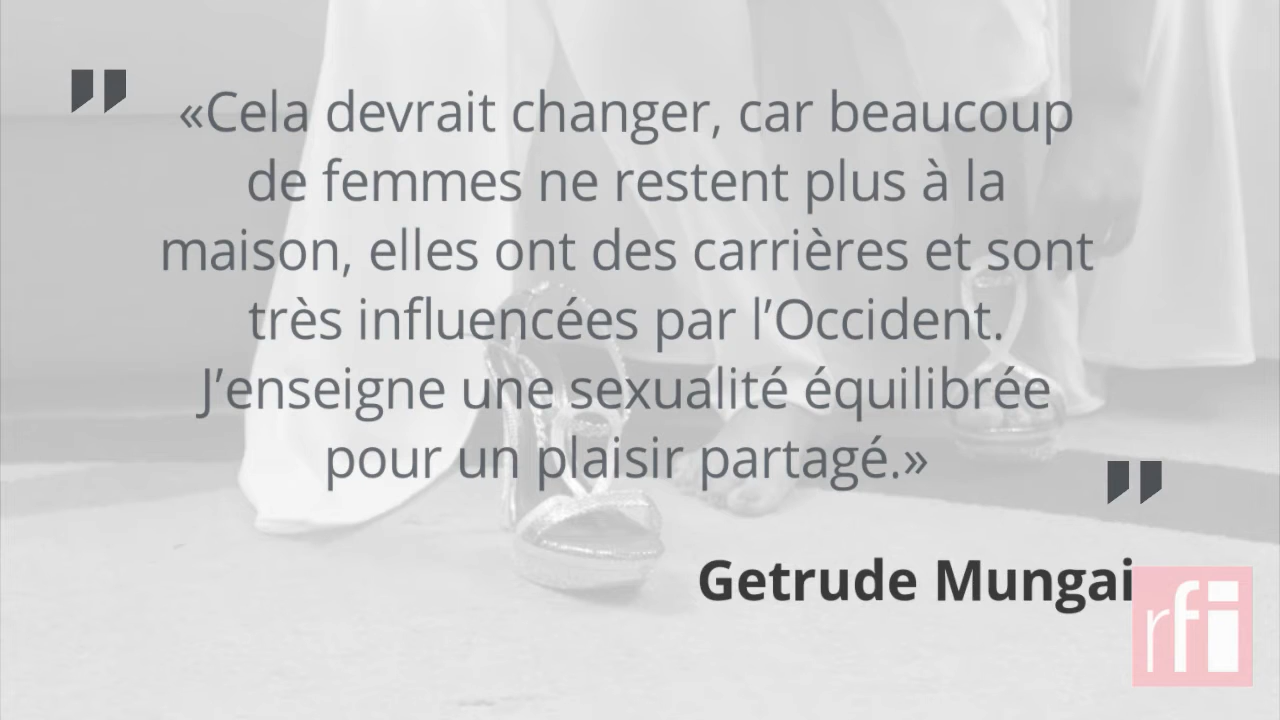 «Cela devrait changer, car beaucoup
de femmes ne restent plus à la
maison, elles ont des carrières et sont
très influencées par l’Occident.
J’enseigne une sexualité équilibrée
pour un plaisir partagé.»
Getrude Mungai
rfi